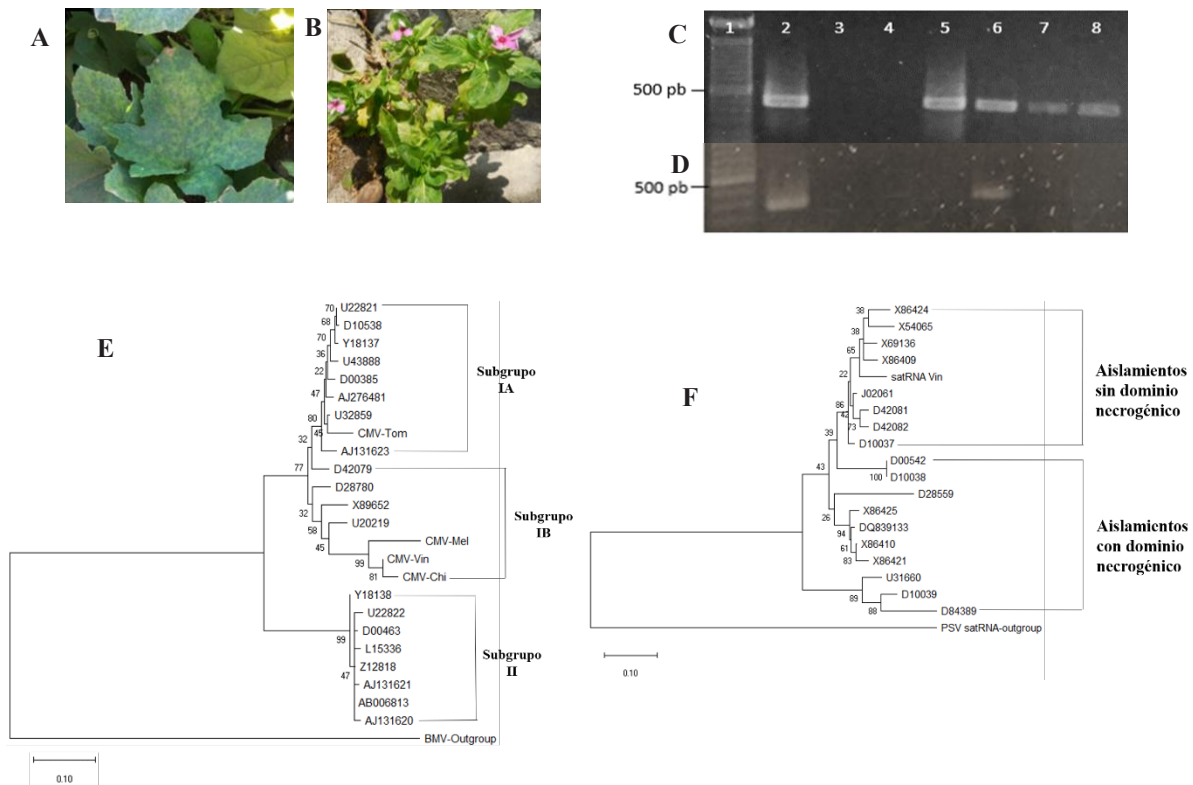 A
B
C
1 2 3 4 5 6 7 8
500 pb
D
500 pb
E
70
U22821
68
D10538
70
Y18137
36
U43888
22
D00385
47
AJ276481
80
U32859
45
CMV-Tom
32
AJ131623
77
D42079
D28780
32
X89652
58
U20219
45
CMV-Mel
99
CMV-Vin
81
CMV-Chi
Y18138
U22822
99
D00463
L15336
Z12818
47
AJ131621
AB006813
AJ131620
BMV-Outgroup
0.10
Subgrupo
IA
Subgrupo
IB
Subgrupo
II
F
38
X86424
38
X54065
65
X69136
X86409
22
satRNA Vin
86
J02061
42
D42081
73
D42082
39
D10037
43
D00542
100
D10038
D28559
26
X86425
94
DQ839133
61
X86410
83
X86421
U31660
89
D10039
88
D84389
PSV satRNA-outgroup
0.10
Aislamientos
sin dominio
necrogénico
Aislamientos
con dominio
necrogénico